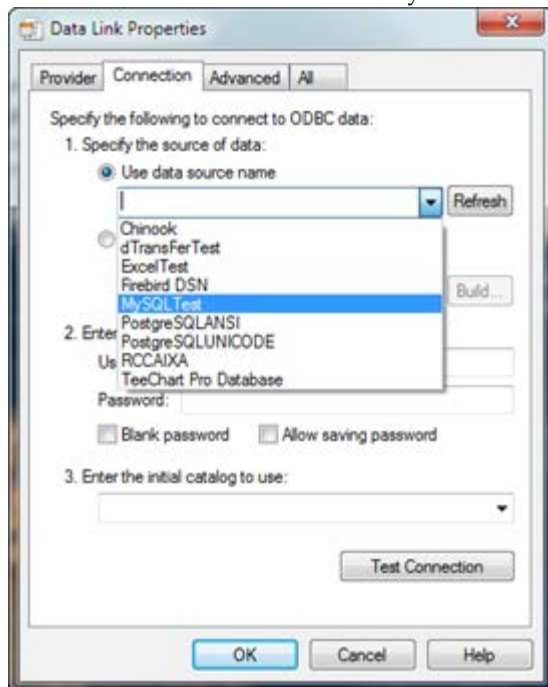 Data Link Properties
Provider Connection Advanced All
Specify the following to connect to ODBC data:
1. Specify the source of data:
Use data source name
Refresh
Chinook
dTransFerTest
ExcelTest
Firebird DSN
MySQLTest
Build...
PostgreSQLANSI
2. Enter
PostgreSQLUNICODE
Us
RCCAIXA
TeeChart Pro Database
Password:
Blank password Allow saving password
3. Enter the initial catalog to use:
Test Connection
OK Cancel Help